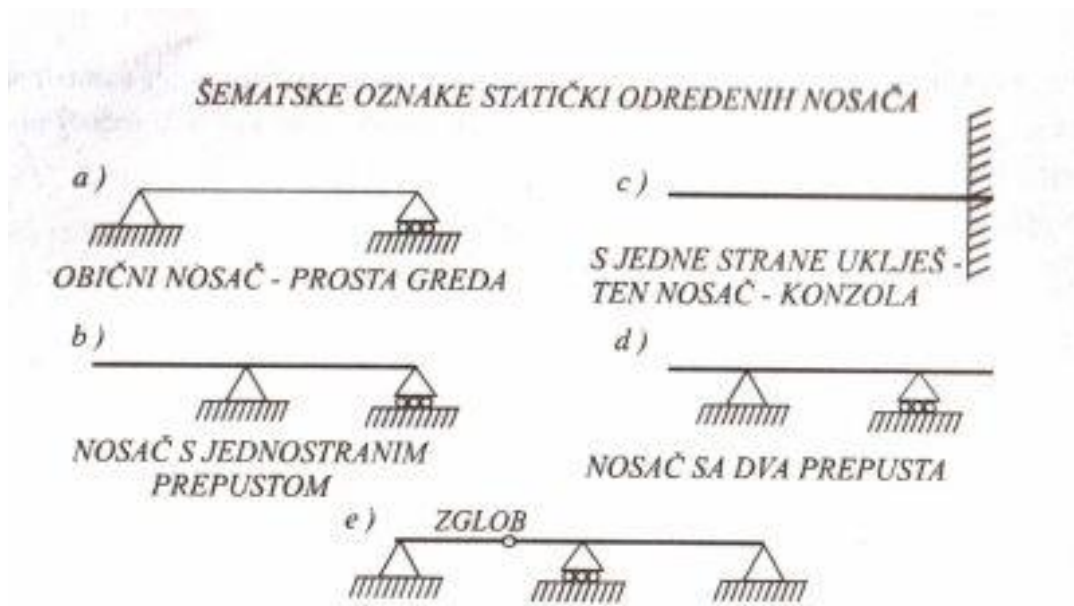 ŠEMATSKE OZNAKE STATIČKI ODREĐENIH NOSAČA
a )
OBIČNI NOSAČ - PROSTA GREDA
c )
S JEDNE STRANE UKLJEŠ -
TEN NOSAČ - KONZOLA
b )
NOSAČ S JEDNOSTRANIM
PREPUSTOM
d )
NOSAČ SA DVA PREPUSTA
e )
ZGLOB